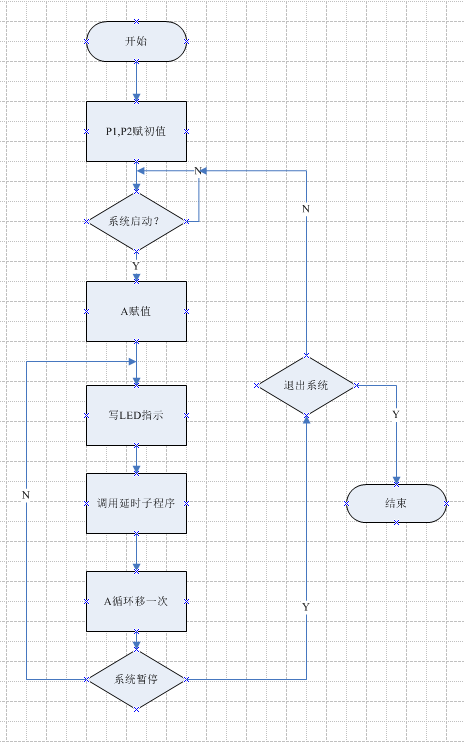 开始
P1,P2赋初值
N
系统启动?
N
Y
A赋值
退出系统
写LED指示
Y
N
调用延时子程序
结束
A循环移一次
Y
系统暂停